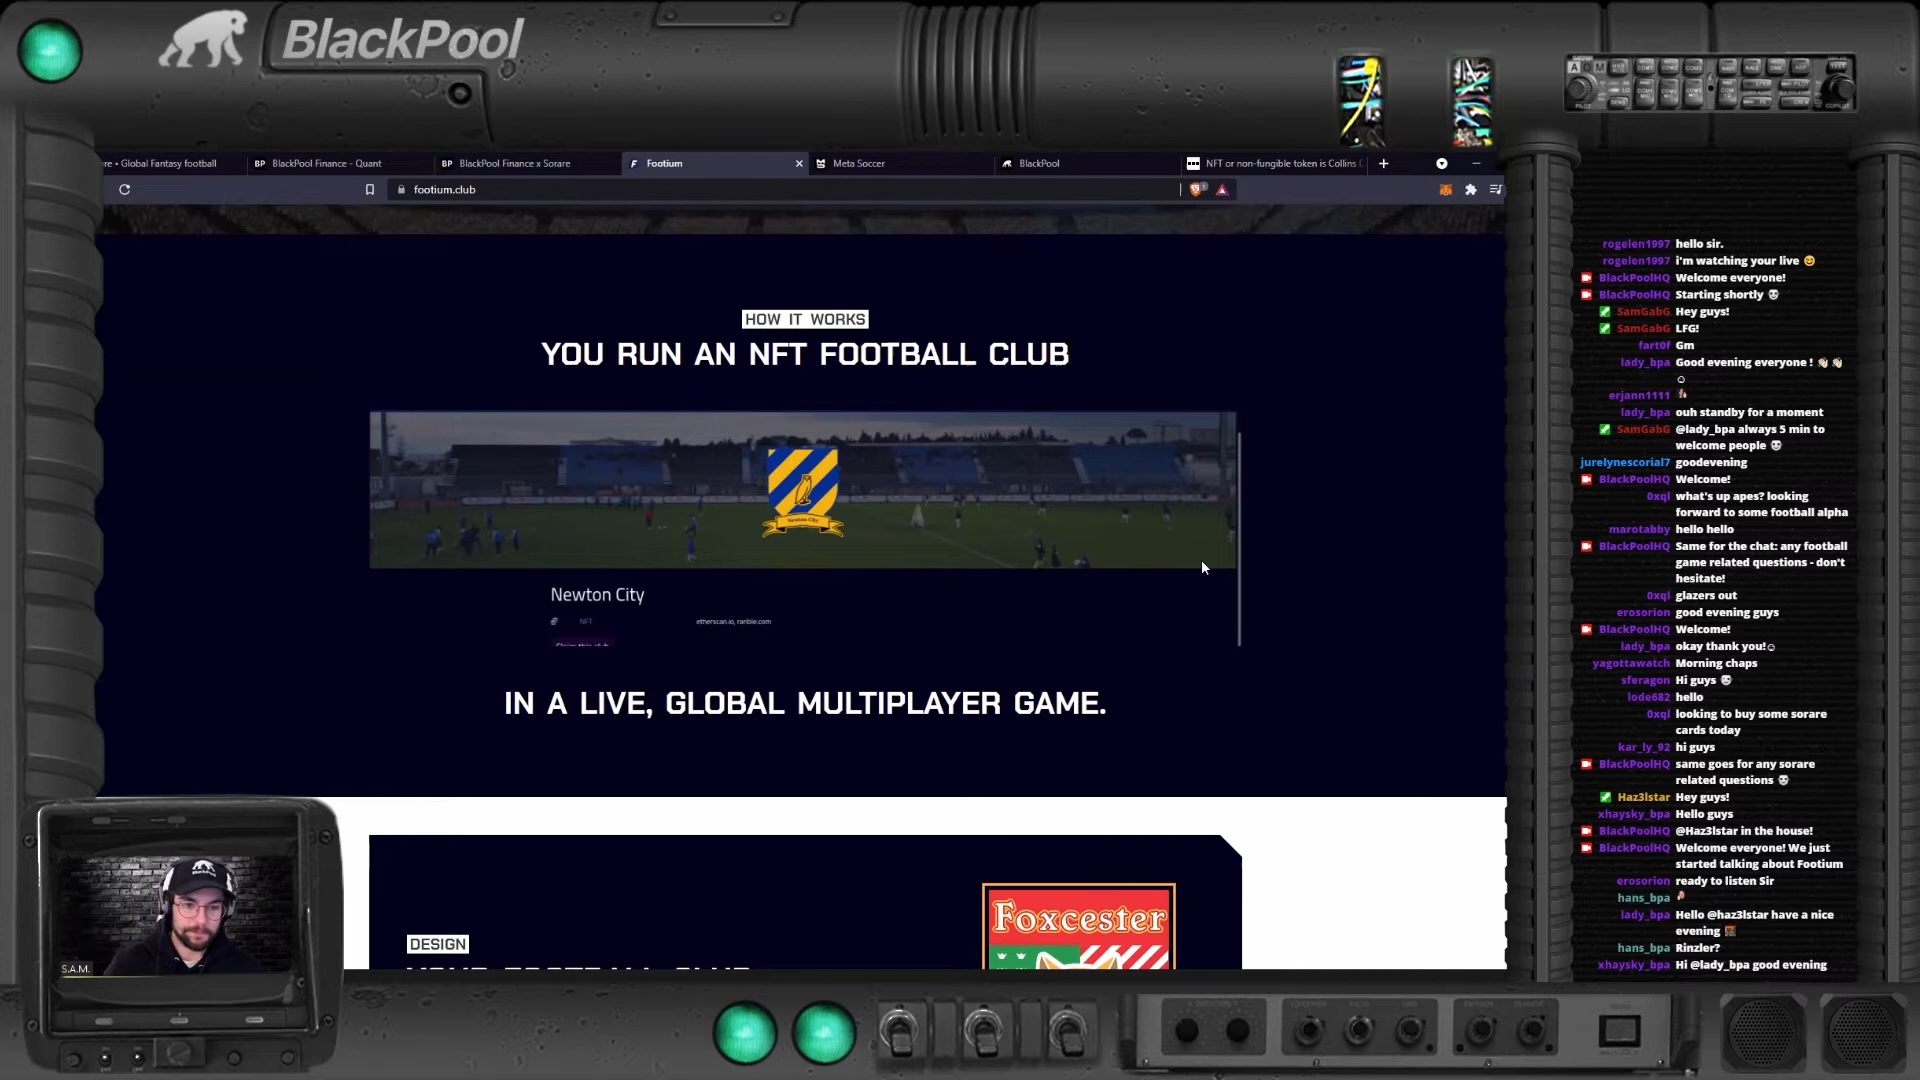 BlackPool
re • Global Fantasy football
BP BlackPool Finance - Quant
BP BlackPool Finance x Sorare
F Footium
Meta Soccer
BlackPool
NFT or non-fungible token is Collins
footium.club
HOW IT WORKS
YOU RUN AN NFT FOOTBALL CLUB
Newton City
Newton City
NFT
etherscan.io, rarible.com
Claim this club
IN A LIVE, GLOBAL MULTIPLAYER GAME.
DESIGN
YOUR FOOTBALL CLUB
Foxcester
S.A.M.
rogelen1997 hello sir.
rogelen1997 i'm watching your live 😊
BlackPoolHQ Welcome everyone!
BlackPoolHQ Starting shortly
SamGabG Hey guys!
SamGabG LFG!
fart0f Gm
lady_bpa Good evening everyone ! 👏🏻 👏🏻
☺
erjann1111
lady_bpa ouh standby for a moment
SamGabG @lady_bpa always 5 min to
welcome people
jurelynescorial7 goodevening
BlackPoolHQ Welcome!
0xql what's up apes? looking
forward to some football alpha
marotabby hello hello
BlackPoolHQ Same for the chat: any football
game related questions - don't
hesitate!
0xql glazers out
erosorion good evening guys
BlackPoolHQ Welcome!
lady_bpa okay thank you!☺
yagottawatch Morning chaps
sferagon Hi guys
lode682 hello
0xql looking to buy some sorare
cards today
kar_ly_92 hi guys
BlackPoolHQ same goes for any sorare
related questions
Haz3lstar Hey guys!
xhaysky_bpa Hello guys
BlackPoolHQ @Haz3lstar in the house!
BlackPoolHQ Welcome everyone! We just
started talking about Footium
erosorion ready to listen Sir
hans_bpa
lady_bpa Hello @haz3lstar have a nice
evening
hans_bpa Rinzler?
xhaysky_bpa Hi @lady_bpa good evening